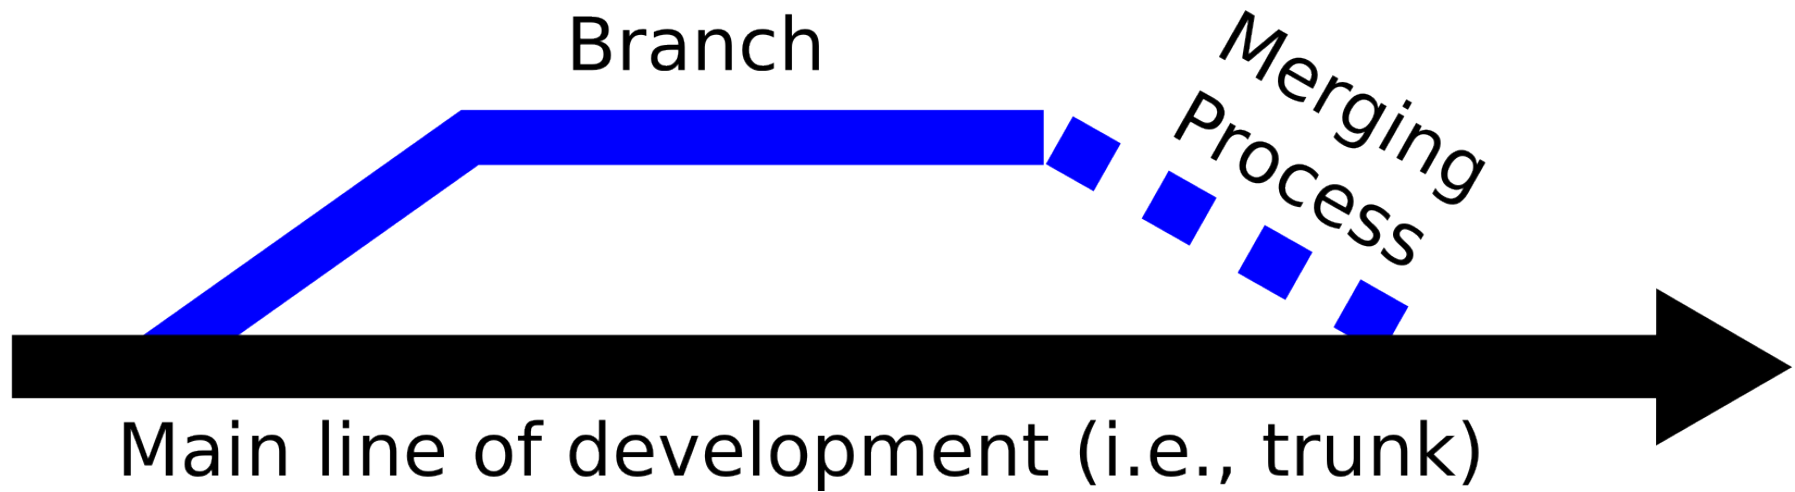 Branch
Merging
Process
Main line of development (i.e., trunk)